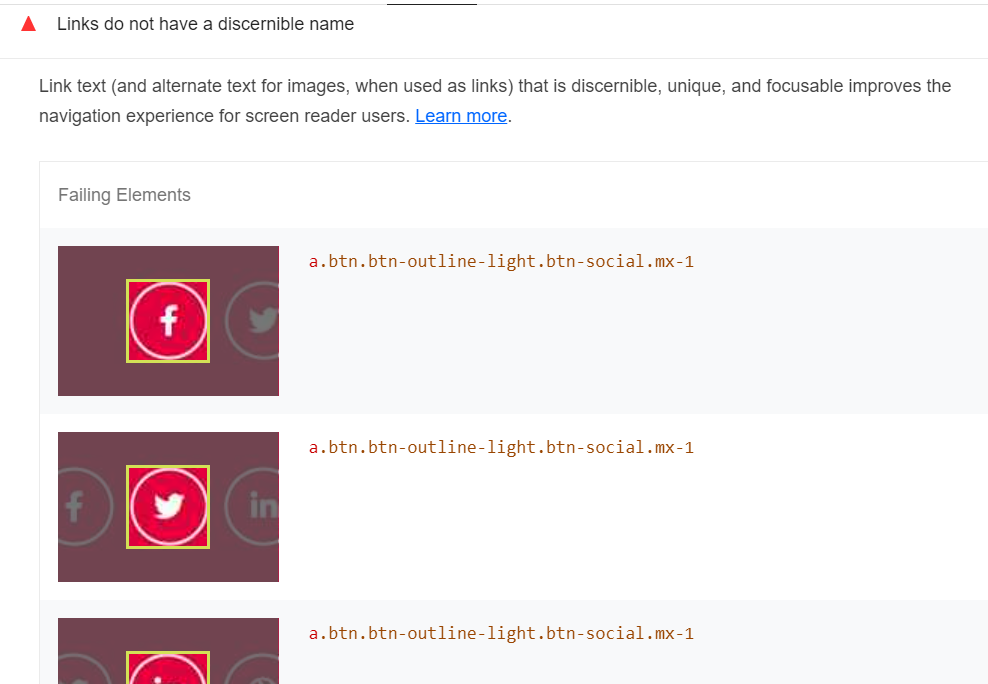 Links do not have a discernible name
Link text (and alternate text for images, when used as links) that is discernible, unique, and focusable improves the
navigation experience for screen reader users. Learn more.
Failing Elements
a.btn.btn-outline-light.btn-social.mx-1
a.btn.btn-outline-light.btn-social.mx-1
in
a.btn.btn-outline-light.btn-social.mx-1